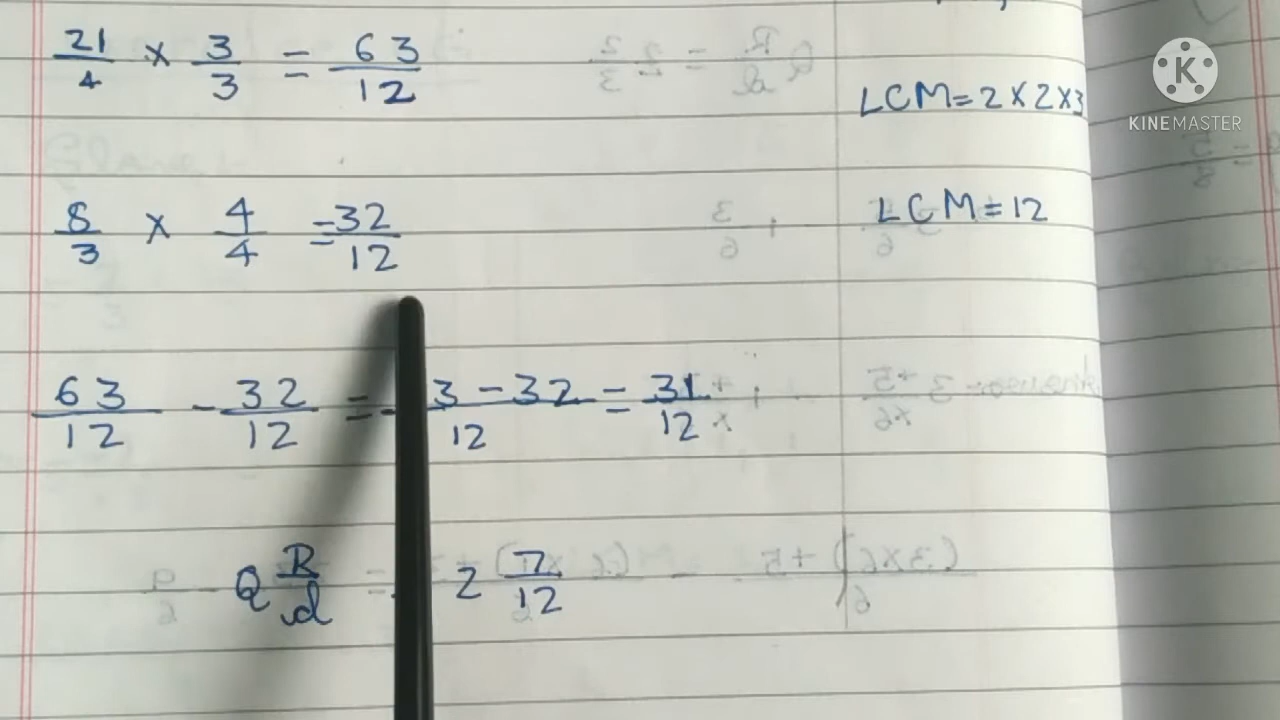 21/4 × 3/3 = 63/12
LCM = 2 × 2 × 3
8/3 × 4/4 = 32/12
LCM = 12
63/12 - 32/12 = 3 - 32/12 = 31/12
Q R/d = 2 7/12
KINEMASTER